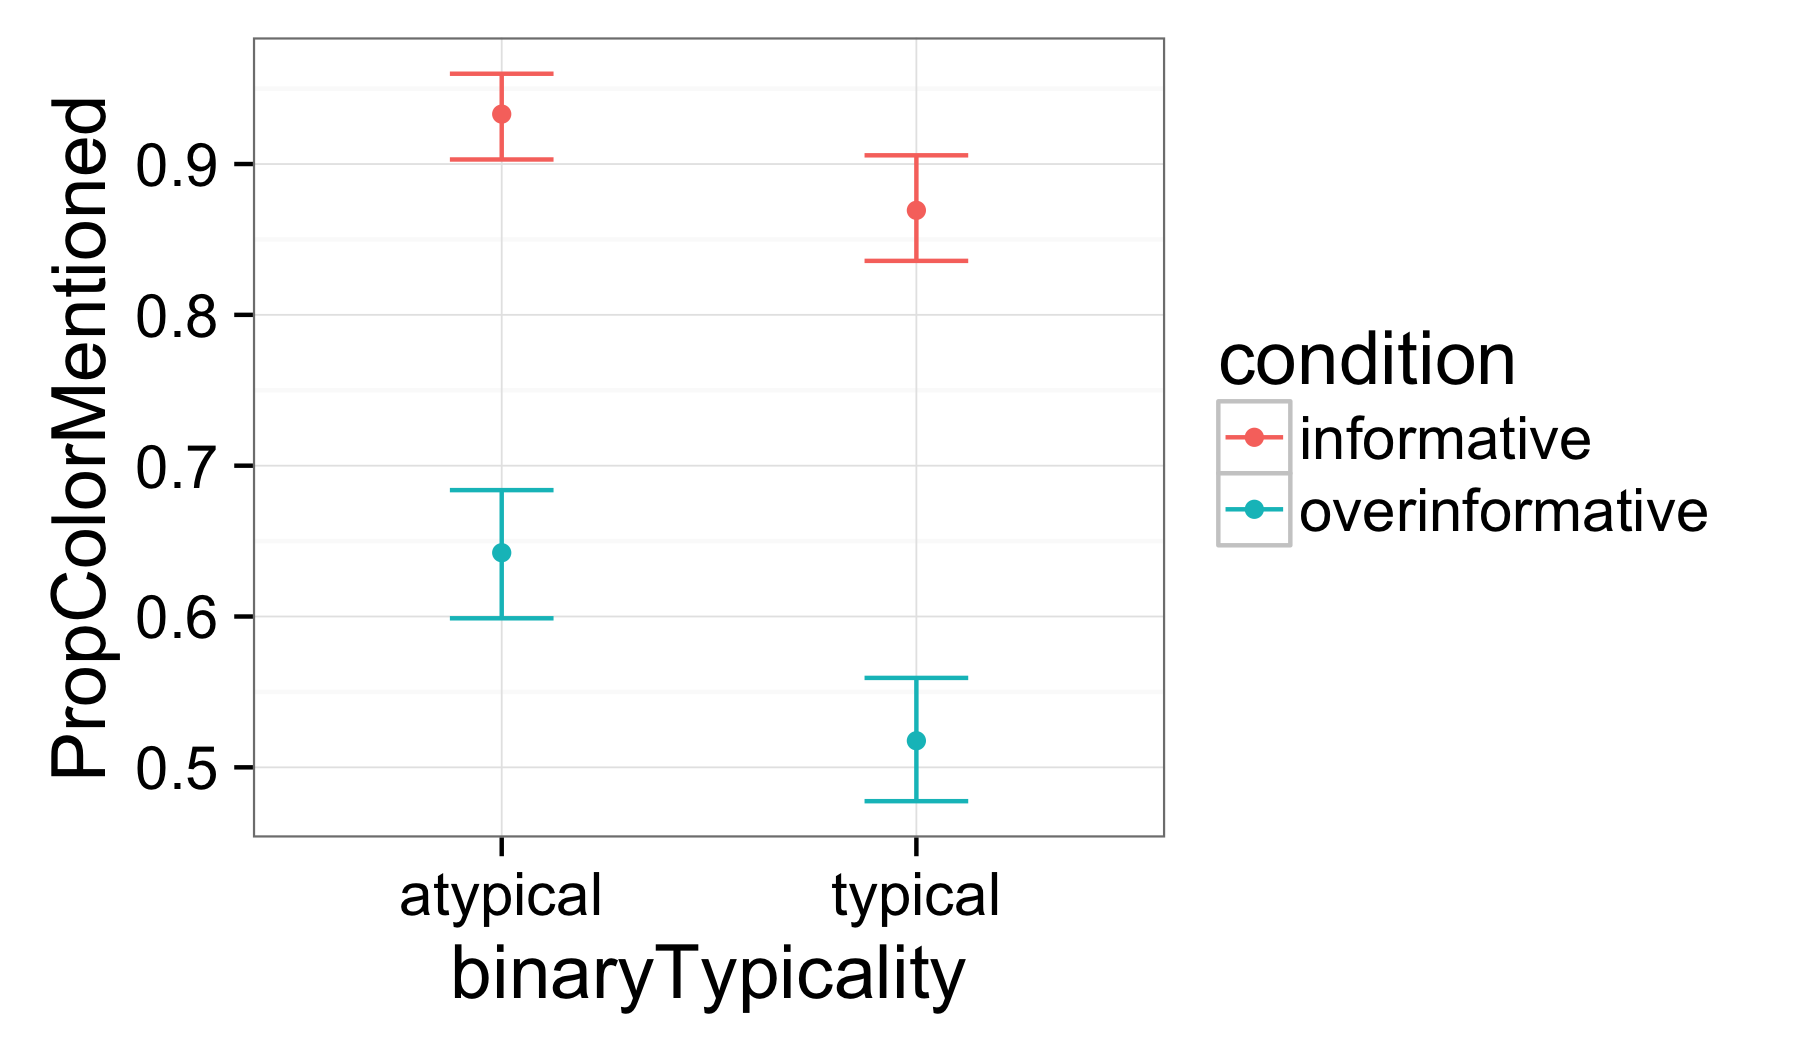 PropColorMentioned
0.9
0.8
0.7
0.6
0.5
atypical typical
binaryTypicality
condition
informative
overinformative